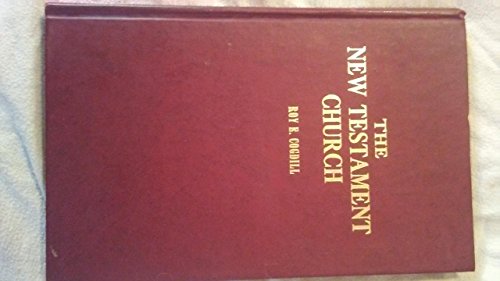 THE
NEW TESTAMENT
CHURCH
ROY E. COGDILL